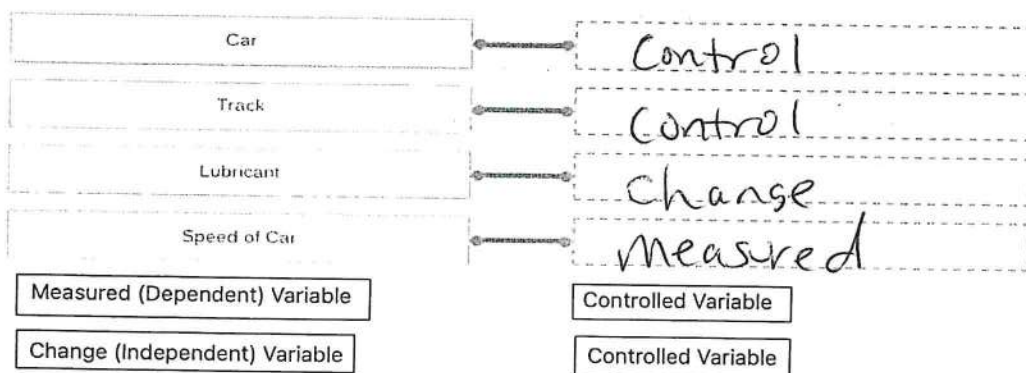 Car Control
Track Control
Lubricant Change
Speed of Car Measured
Measured (Dependent) Variable Controlled Variable
Change (Independent) Variable Controlled Variable